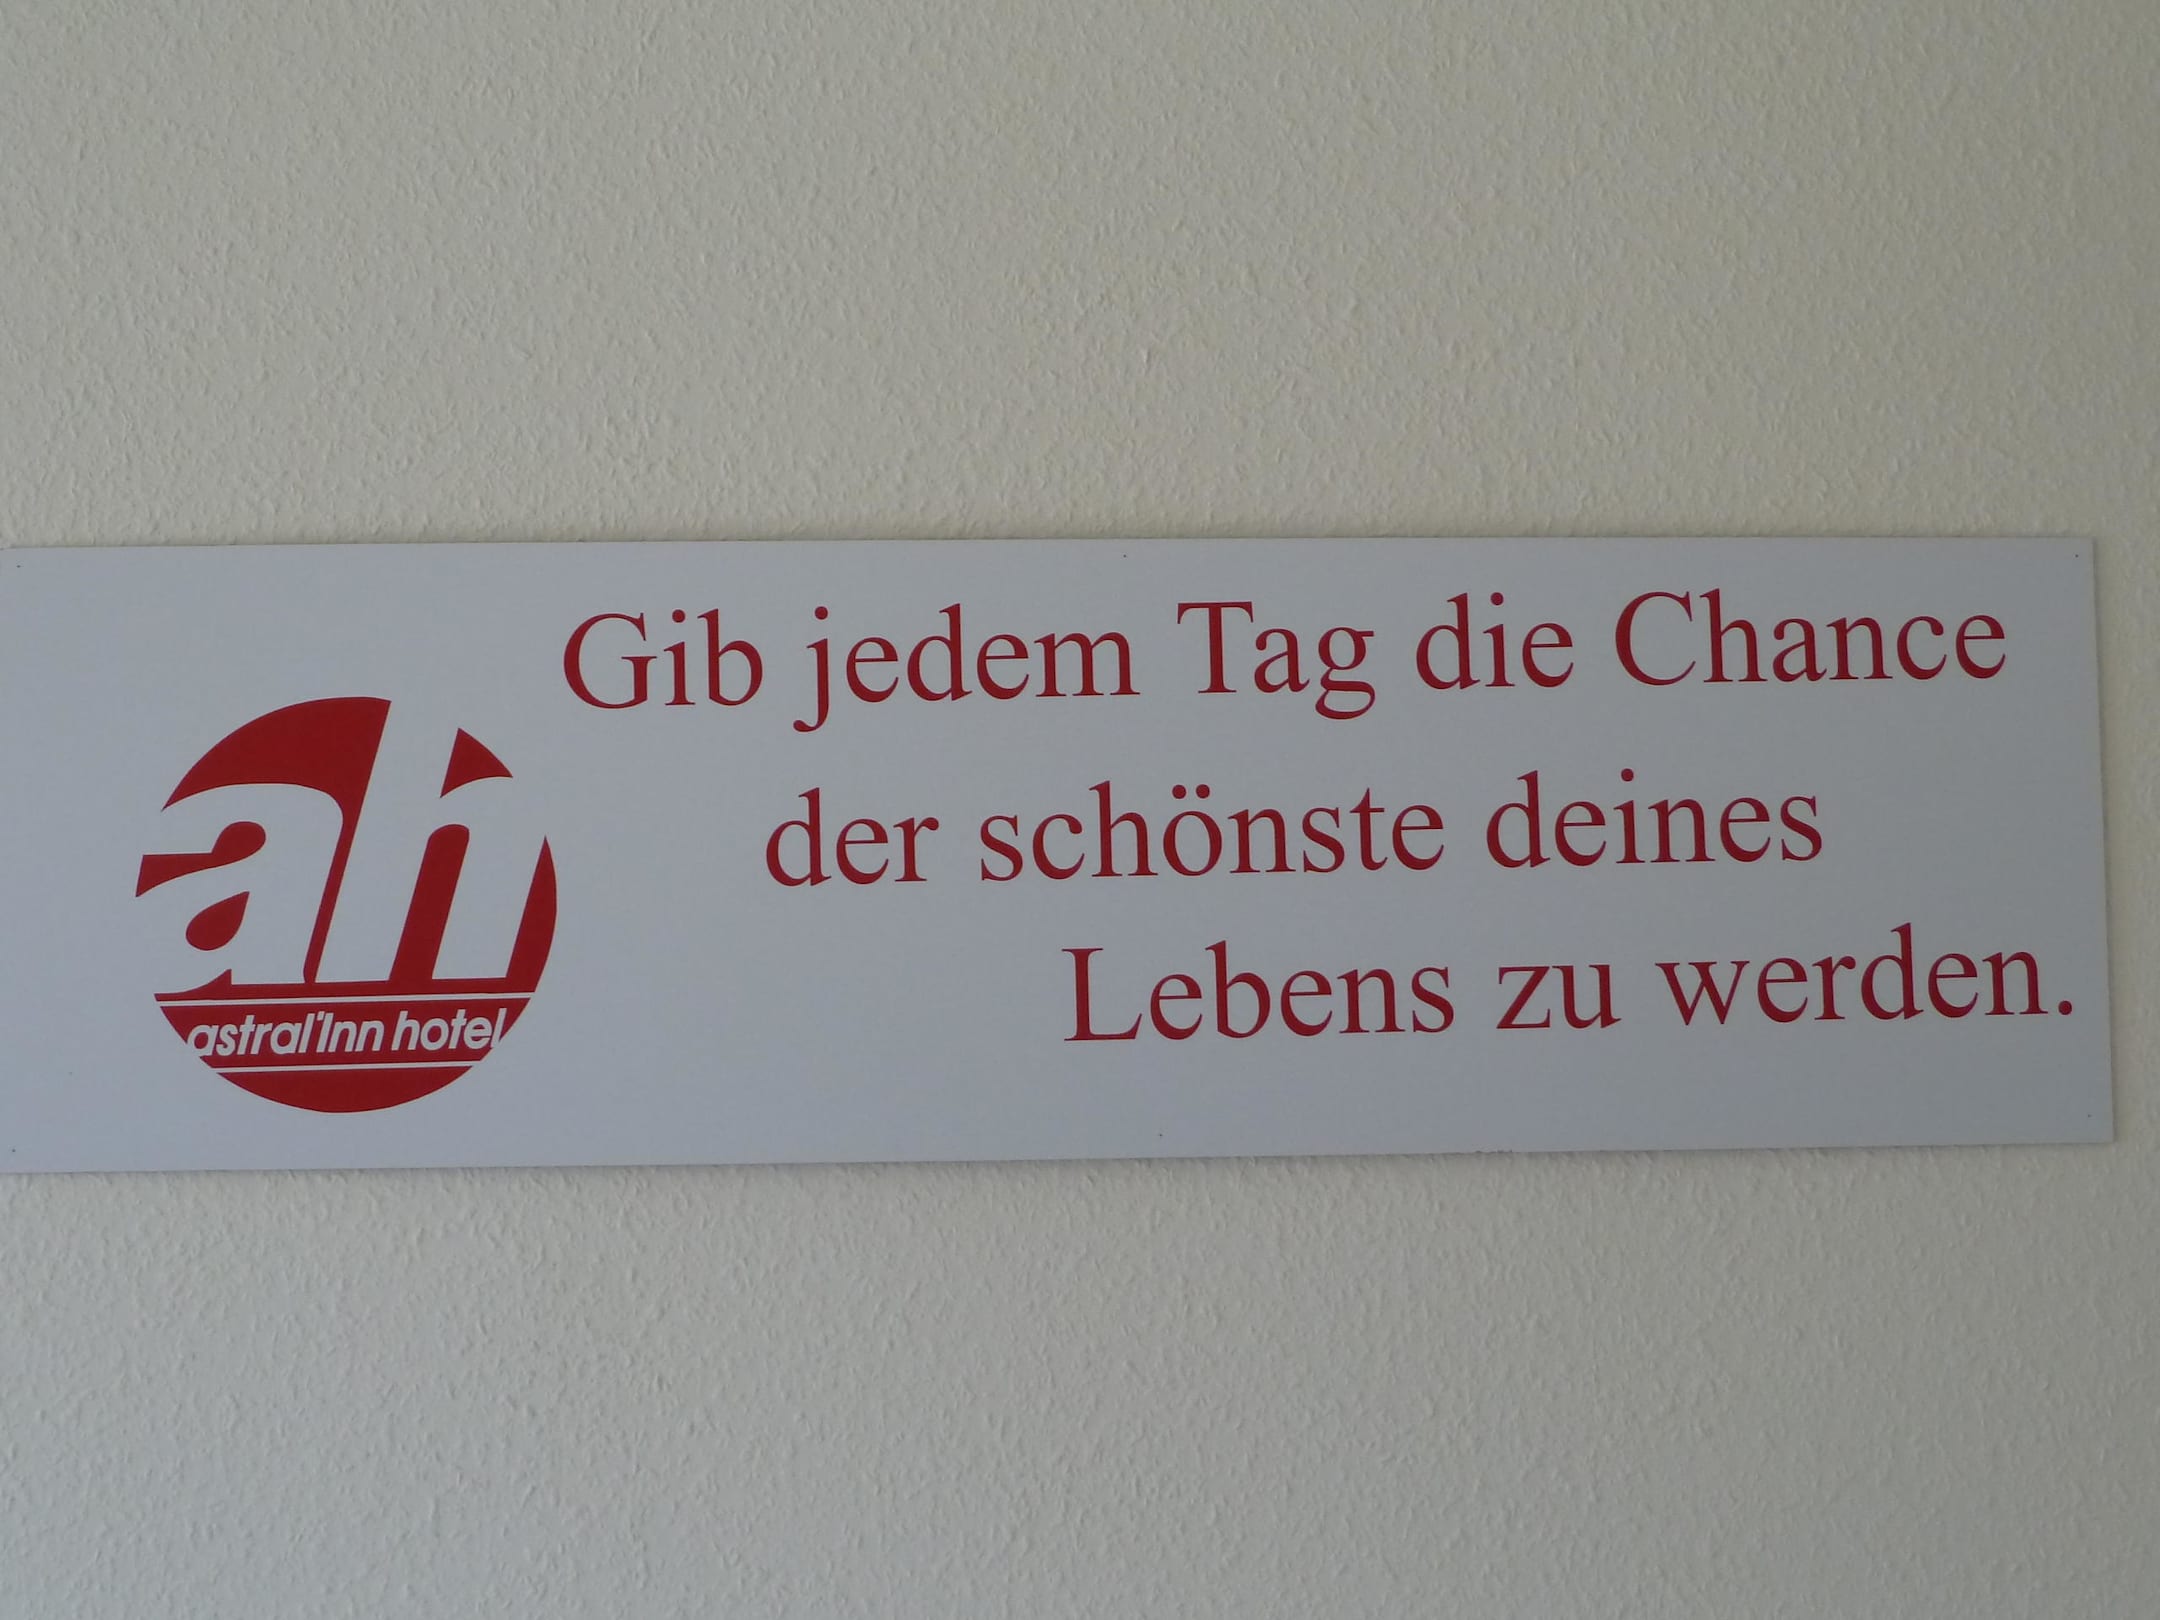 Gib jedem Tag die Chance
der schönste deines
Lebens zu werden.
ah
astral'Inn hotel